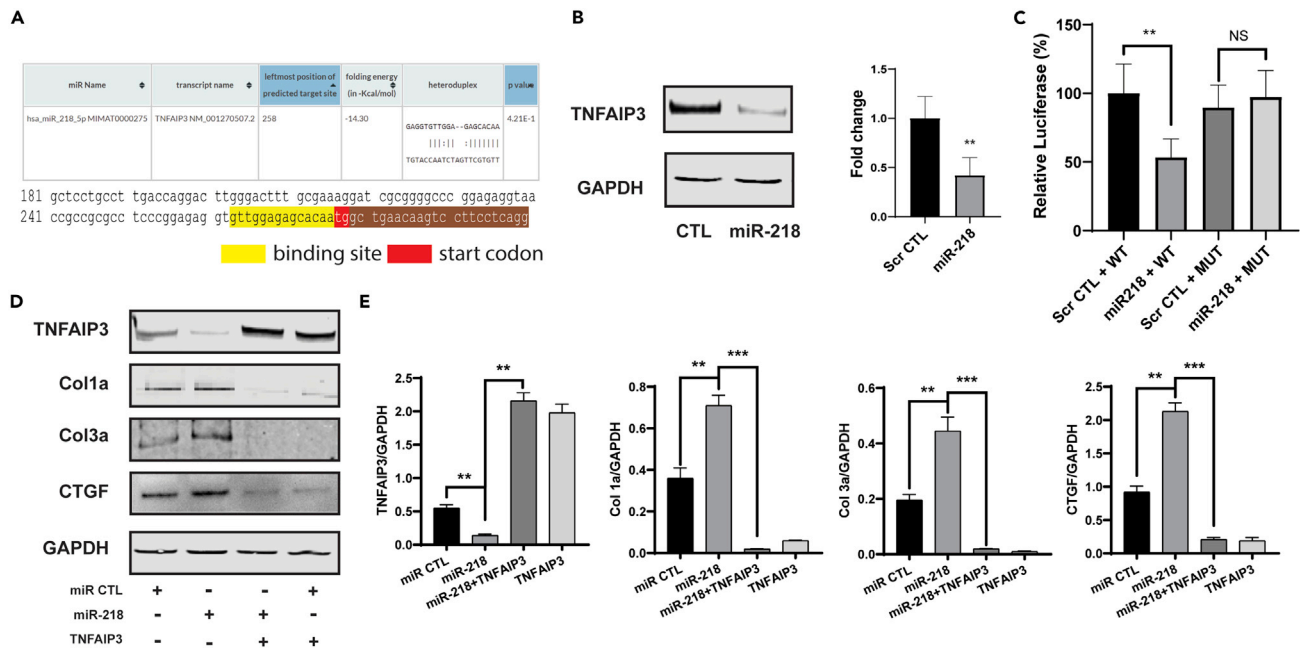 A
miR Name
transcript name
leftmost position of
predicted target site
folding energy
(in -Kcal/mol)
heteroduplex
p value
hsa_miR_218_5p MIMAT0000275
TNFAIP3 NM_001270507.2
258
-14.30
GAGGTGTTGGA--GAGCACAA
|||:|| :|||||||
TGTACCAATCTAGTTCGTGTT
4.21E-1
181 gctcctgcct tgaccaggac ttgggacttt gcgaaaggat cgcggggccc ggagaggtaa
241 ccgccgcgcc tcccggagag gtgttggagagcacaatggc tgaacaagtc cttcctcagg
binding site
start codon
B
TNFAIP3
GAPDH
CTL
miR-218
Fold change
1.5
1.0
0.5
0.0
**
Scr CTL
miR-218
C
Relative Luciferase (%)
150
100
50
0
**
NS
Scr CTL + WT
miR218 + WT
Scr CTL + MUT
miR-218 + MUT
D
TNFAIP3
Col1a
Col3a
CTGF
GAPDH
miR CTL + - - +
miR-218 - + + -
TNFAIP3 - - + +
E
TNFAIP3/GAPDH
2.5
2.0
1.5
1.0
0.5
0.0
**
**
miR CTL
miR-218
miR-218+TNFAIP3
TNFAIP3
Col 1a/GAPDH
0.8
0.6
0.4
0.2
0.0
**
***
miR CTL
miR-218
miR-218+TNFAIP3
TNFAIP3
Col 3a/GAPDH
0.6
0.4
0.2
0.0
**
***
miR CTL
miR-218
miR-218+TNFAIP3
TNFAIP3
CTGF/GAPDH
2.5
2.0
1.5
1.0
0.5
0.0
**
***
miR CTL
miR-218
miR-218+TNFAIP3
TNFAIP3